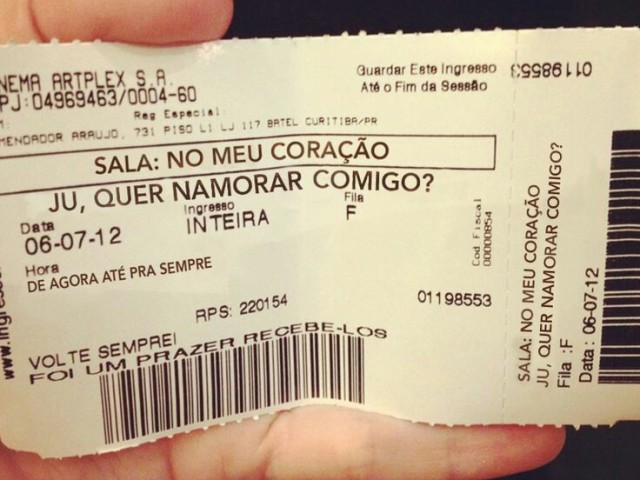 NEMA ARTPLEX S.A.
PJ:04969463/0004-60
Reg Especial:
MENDADOR ARAUJO, 731 PISO L1 LJ 117 BATEL CURITIBA/PR
Guardar Este Ingresso
Até o Fim da Sessão
01198553
SALA: NO MEU CORAÇÃO
JU, QUER NAMORAR COMIGO?
Data
06-07-12
Ingresso
INTEIRA
Fila
F
Hora
DE AGORA ATÉ PRA SEMPRE
Cod Fiscal
00000854
RPS: 220154
01198553
VOLTE SEMPRE!
FOI UM PRAZER RECEBE-LOS
www.ingres
SALA: NO MEU CORAÇÃO
JU, QUER NAMORAR COMIGO?
Fila :F
Data: 06-07-12